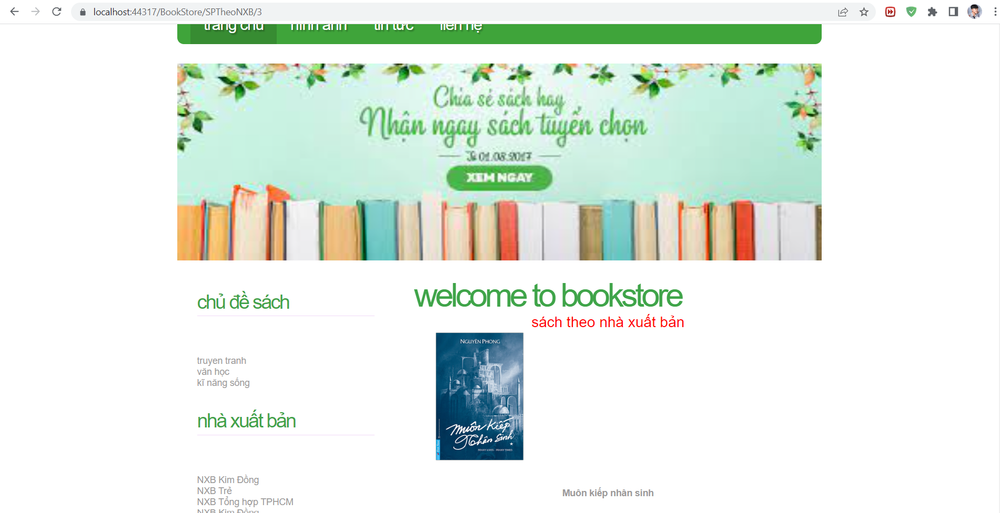 localhost:44317/BookStore/SPTheoNXB/3
trang chủ hình ảnh tin tức liên hệ
Chia sẻ sách hay
Nhận ngay sách tuyển chọn
Từ 01.08.2017
XEM NGAY
chủ đề sách
truyen tranh
văn học
kĩ năng sống
nhà xuất bản
NXB Kim Đồng
NXB Trẻ
NXB Tổng hợp TPHCM
NXB Kim Đồng
welcome to bookstore
sách theo nhà xuất bản
NGUYÊN PHONG
Muôn Kiếp
Nhân Sinh
MANY LIVES - MANY TIMES
Muôn kiếp nhân sinh